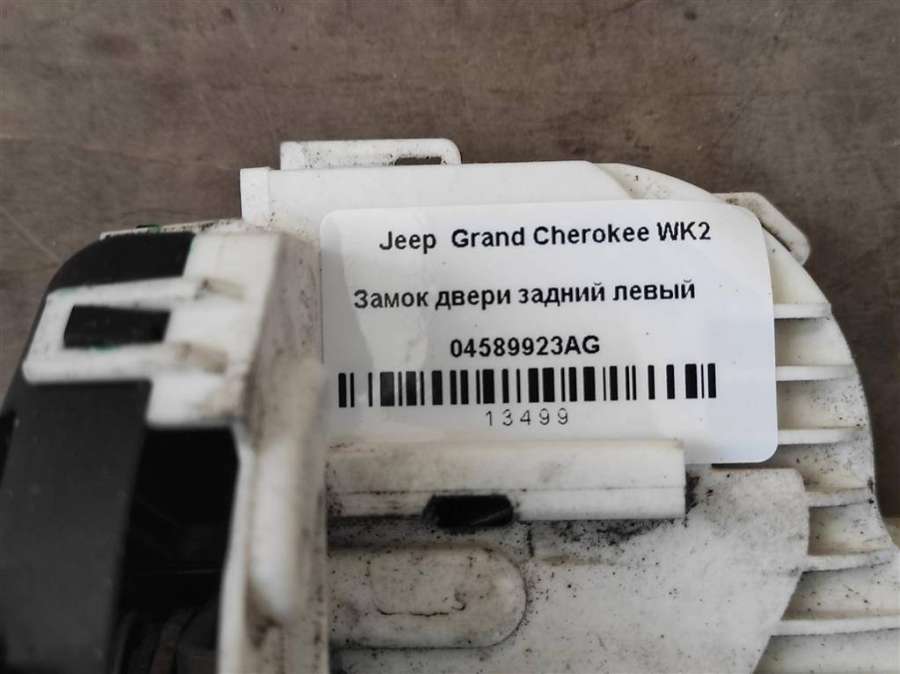 Jeep Grand Cherokee WK2
Замок двери задний левый
04589923AG
13499